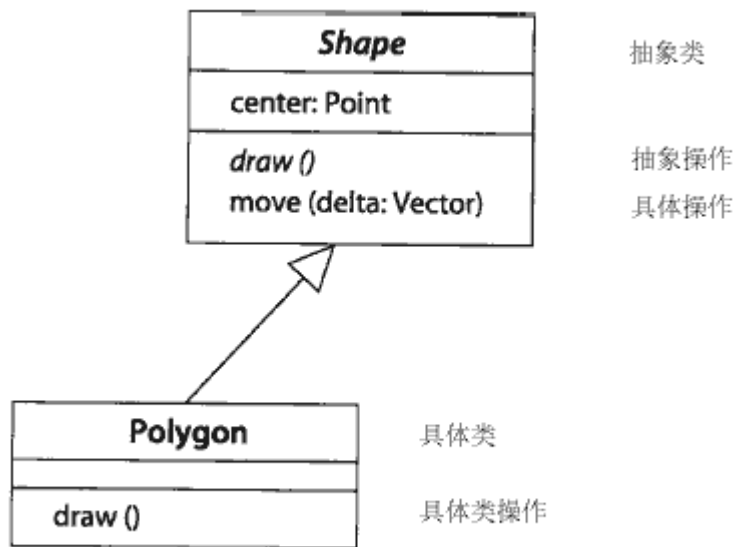 Shape
抽象类
center: Point
draw ()
抽象操作
move (delta: Vector)
具体操作
Polygon
具体类
draw ()
具体类操作